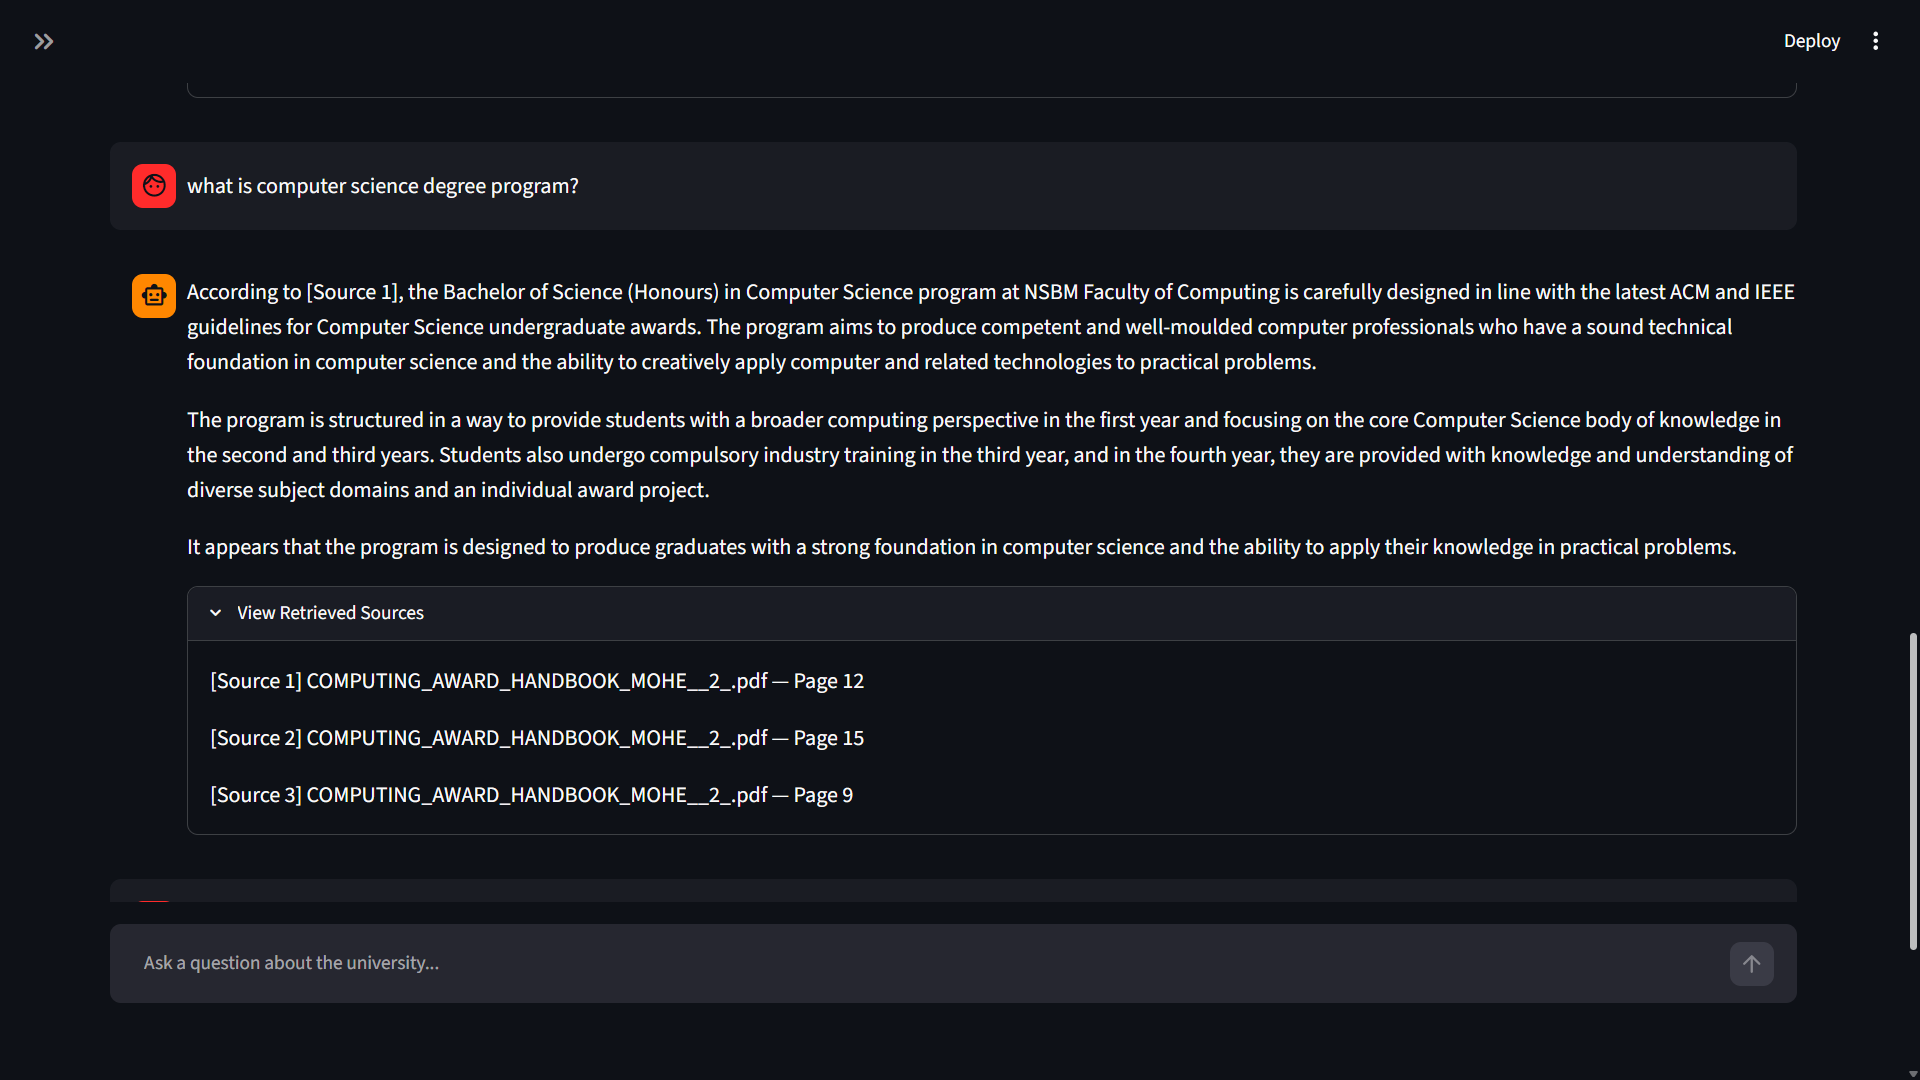 Deploy
what is computer science degree program?
According to [Source 1], the Bachelor of Science (Honours) in Computer Science program at NSBM Faculty of Computing is carefully designed in line with the latest ACM and IEEE
guidelines for Computer Science undergraduate awards. The program aims to produce competent and well-moulded computer professionals who have a sound technical
foundation in computer science and the ability to creatively apply computer and related technologies to practical problems.
The program is structured in a way to provide students with a broader computing perspective in the first year and focusing on the core Computer Science body of knowledge in
the second and third years. Students also undergo compulsory industry training in the third year, and in the fourth year, they are provided with knowledge and understanding of
diverse subject domains and an individual award project.
It appears that the program is designed to produce graduates with a strong foundation in computer science and the ability to apply their knowledge in practical problems.
View Retrieved Sources
[Source 1] COMPUTING_AWARD_HANDBOOK_MOHE__2_.pdf — Page 12
[Source 2] COMPUTING_AWARD_HANDBOOK_MOHE__2_.pdf — Page 15
[Source 3] COMPUTING_AWARD_HANDBOOK_MOHE__2_.pdf — Page 9
Ask a question about the university...